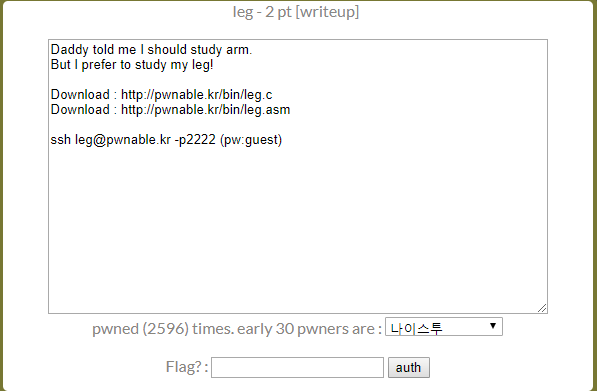 leg - 2 pt [writeup]
Daddy told me I should study arm.
But I prefer to study my leg!
Download : http://pwnable.kr/bin/leg.c
Download : http://pwnable.kr/bin/leg.asm
ssh leg@pwnable.kr -p2222 (pw:guest)
pwned (2596) times. early 30 pwners are : 나이스투
Flag? : auth